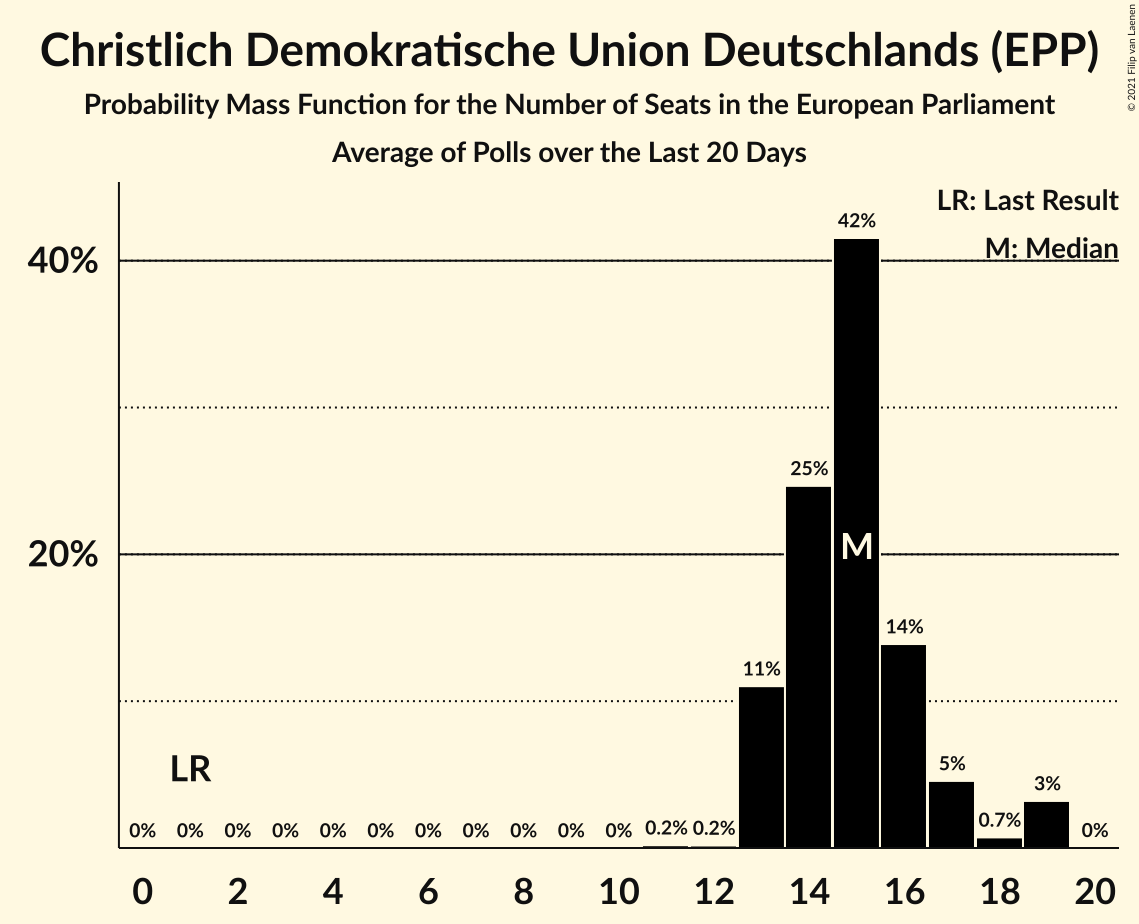 Christlich Demokratische Union Deutschlands (EPP)
Probability Mass Function for the Number of Seats in the European Parliament
Average of Polls over the Last 20 Days
© 2021 Filip van Laenen
LR: Last Result
M: Median
40%
20%
42%
25%
M
14%
11%
LR
5%
3%
0% 0% 0% 0% 0% 0% 0% 0% 0% 0% 0% 0.2% 0.2% 0.7% 0%
0 2 4 6 8 10 12 14 16 18 20